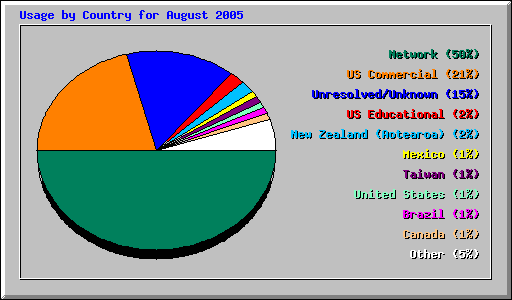 Usage by Country for August 2005
Network (50%)
US Commercial (21%)
Unresolved/Unknown (15%)
US Educational (2%)
New Zealand (Aotearoa) (2%)
Mexico (1%)
Taiwan (1%)
United States (1%)
Brazil (1%)
Canada (1%)
Other (5%)